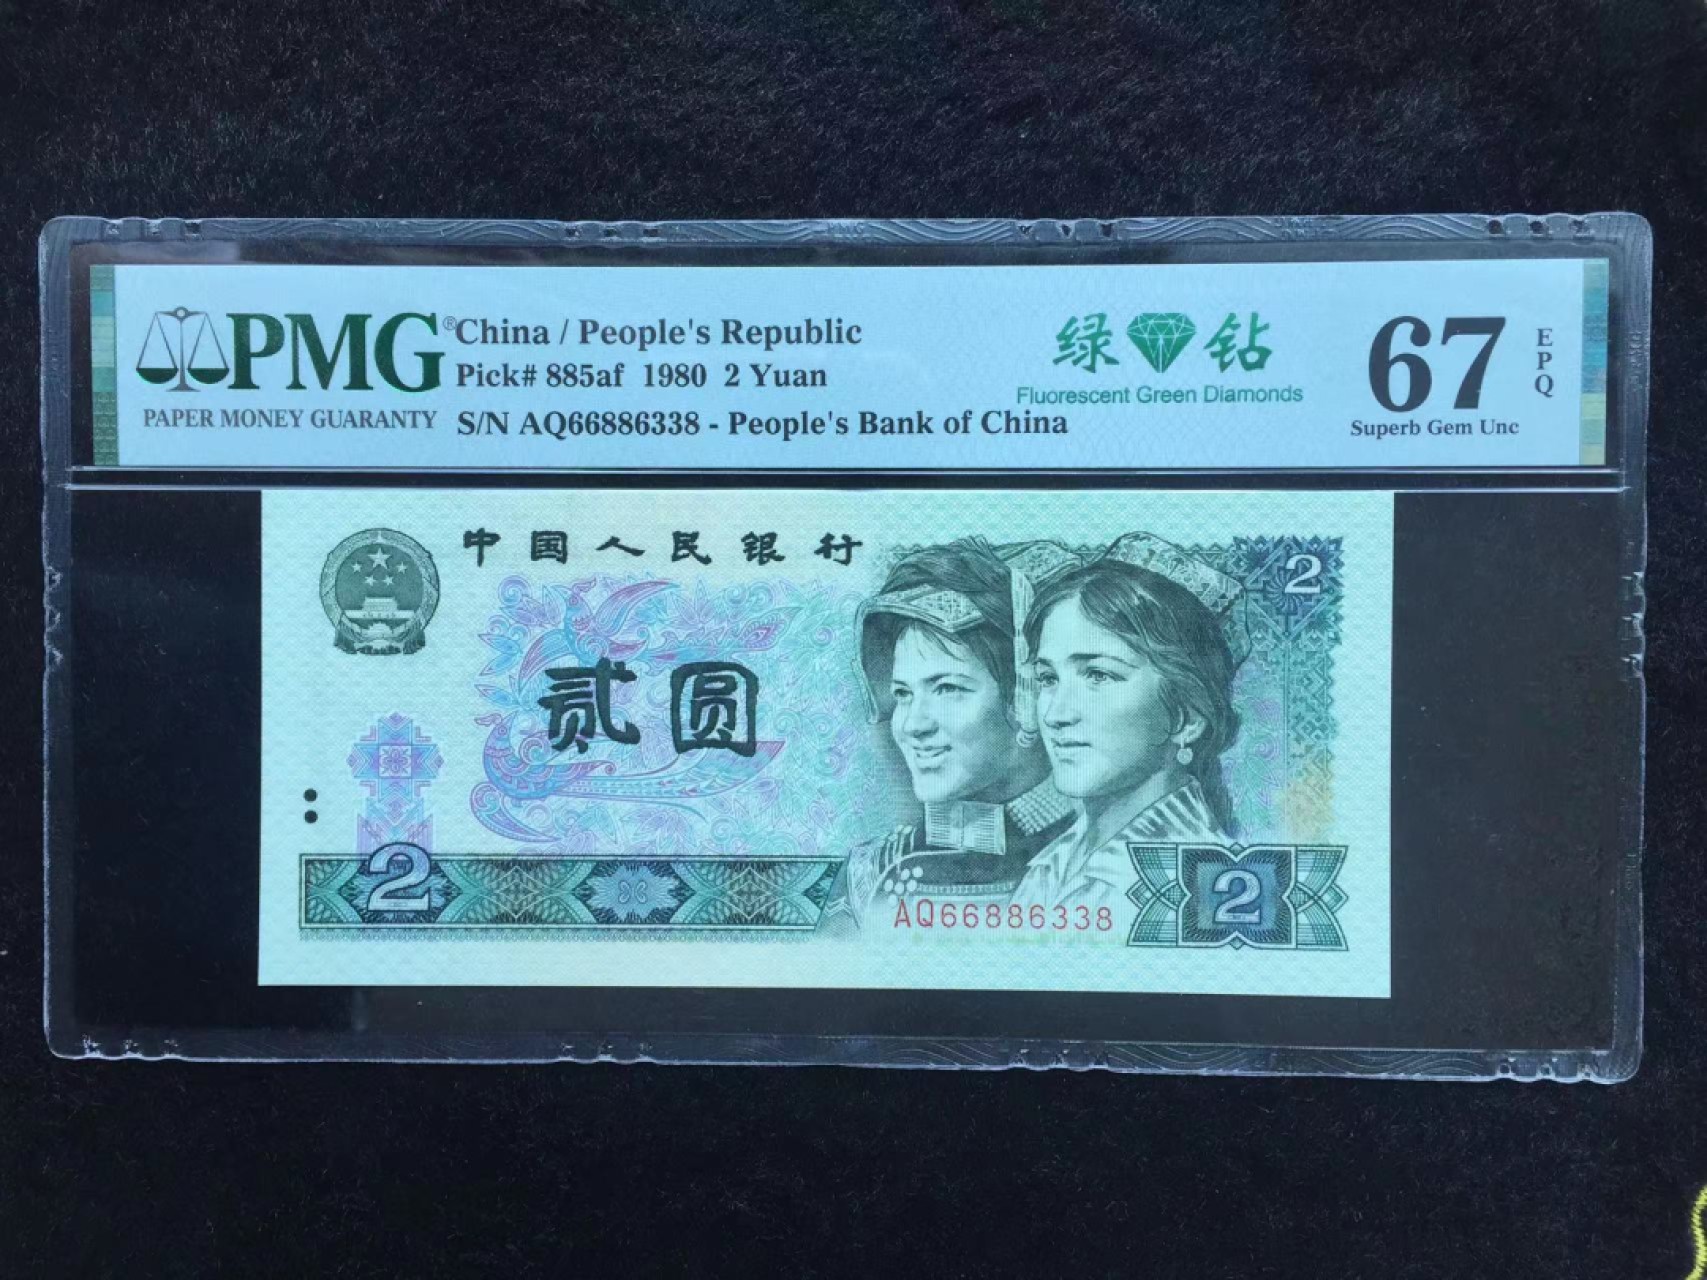 PMG®
PAPER MONEY GUARANTY
China / People's Republic
Pick# 885af 1980 2 Yuan
S/N AQ66886338 - People's Bank of China
绿钻
Fluorescent Green Diamonds
67
EPQ
Superb Gem Unc
中国人民银行
2
贰圆
2
AQ66886338
2